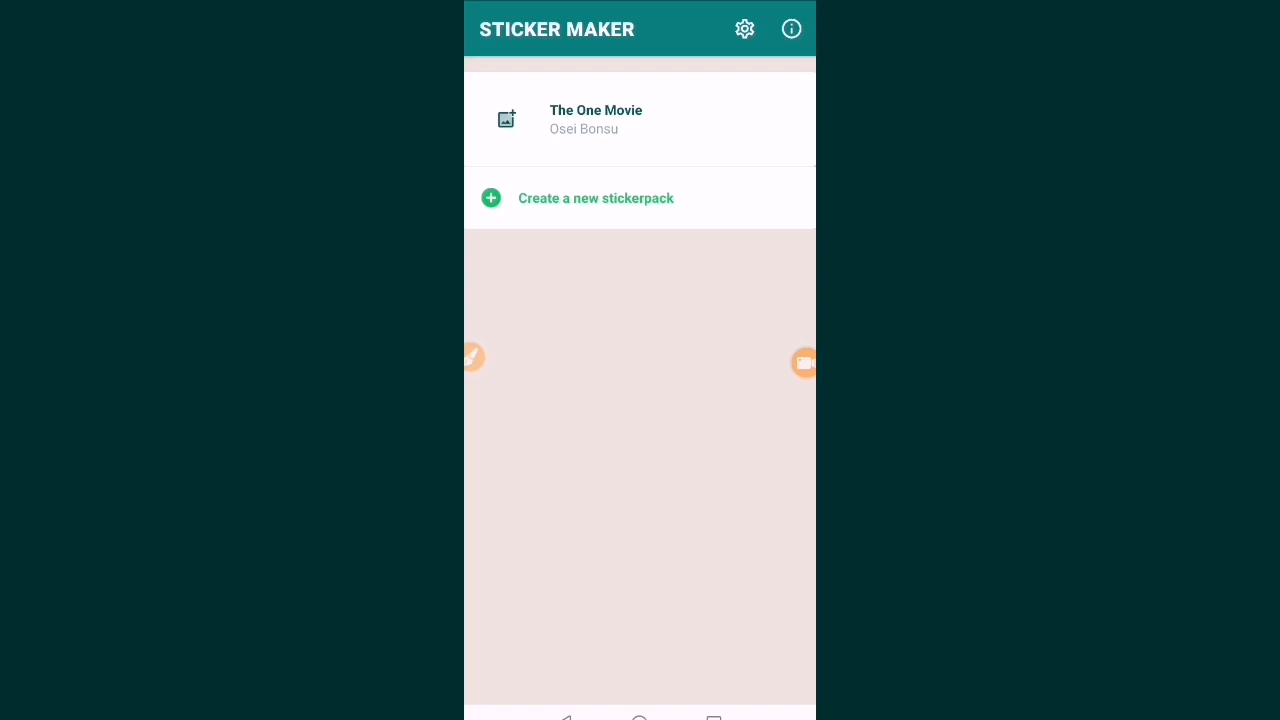 STICKER MAKER
The One Movie
Osei Bonsu
Create a new stickerpack